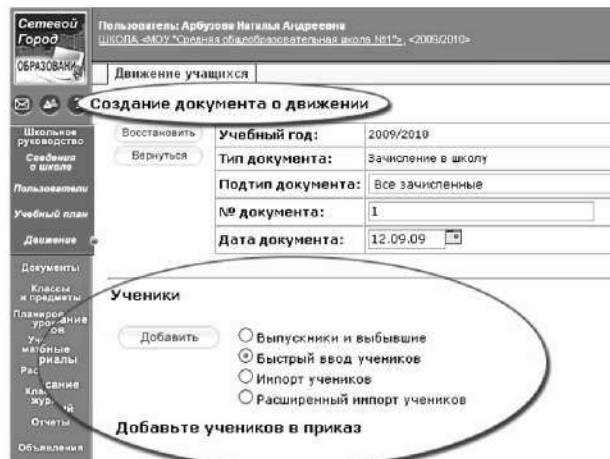 Сетевой
Город
ОБРАЗОВАНИ
Пользователь: Арбузова Наталья Андреевна
ШКОЛА <МОУ "Средняя общеобразовательная школа №1">, <2009/2010>
Движение учащихся
Создание документа о движении
Восстановить
Вернуться
Учебный год: 2009/2010
Тип документа: Зачисление в школу
Подтип документа: Все зачисленные
№ документа: 1
Дата документа: 12.09.09
Школьное
руководство
Сведения
о школе
Пользователи
Учебный план
Движение
Документы
Классы
и предметы
Отчеты
Объявления
Ученики
Добавить
Выпускники и выбывшие
Быстрый ввод учеников
Импорт учеников
Расширенный импорт учеников
Добавьте учеников в приказ